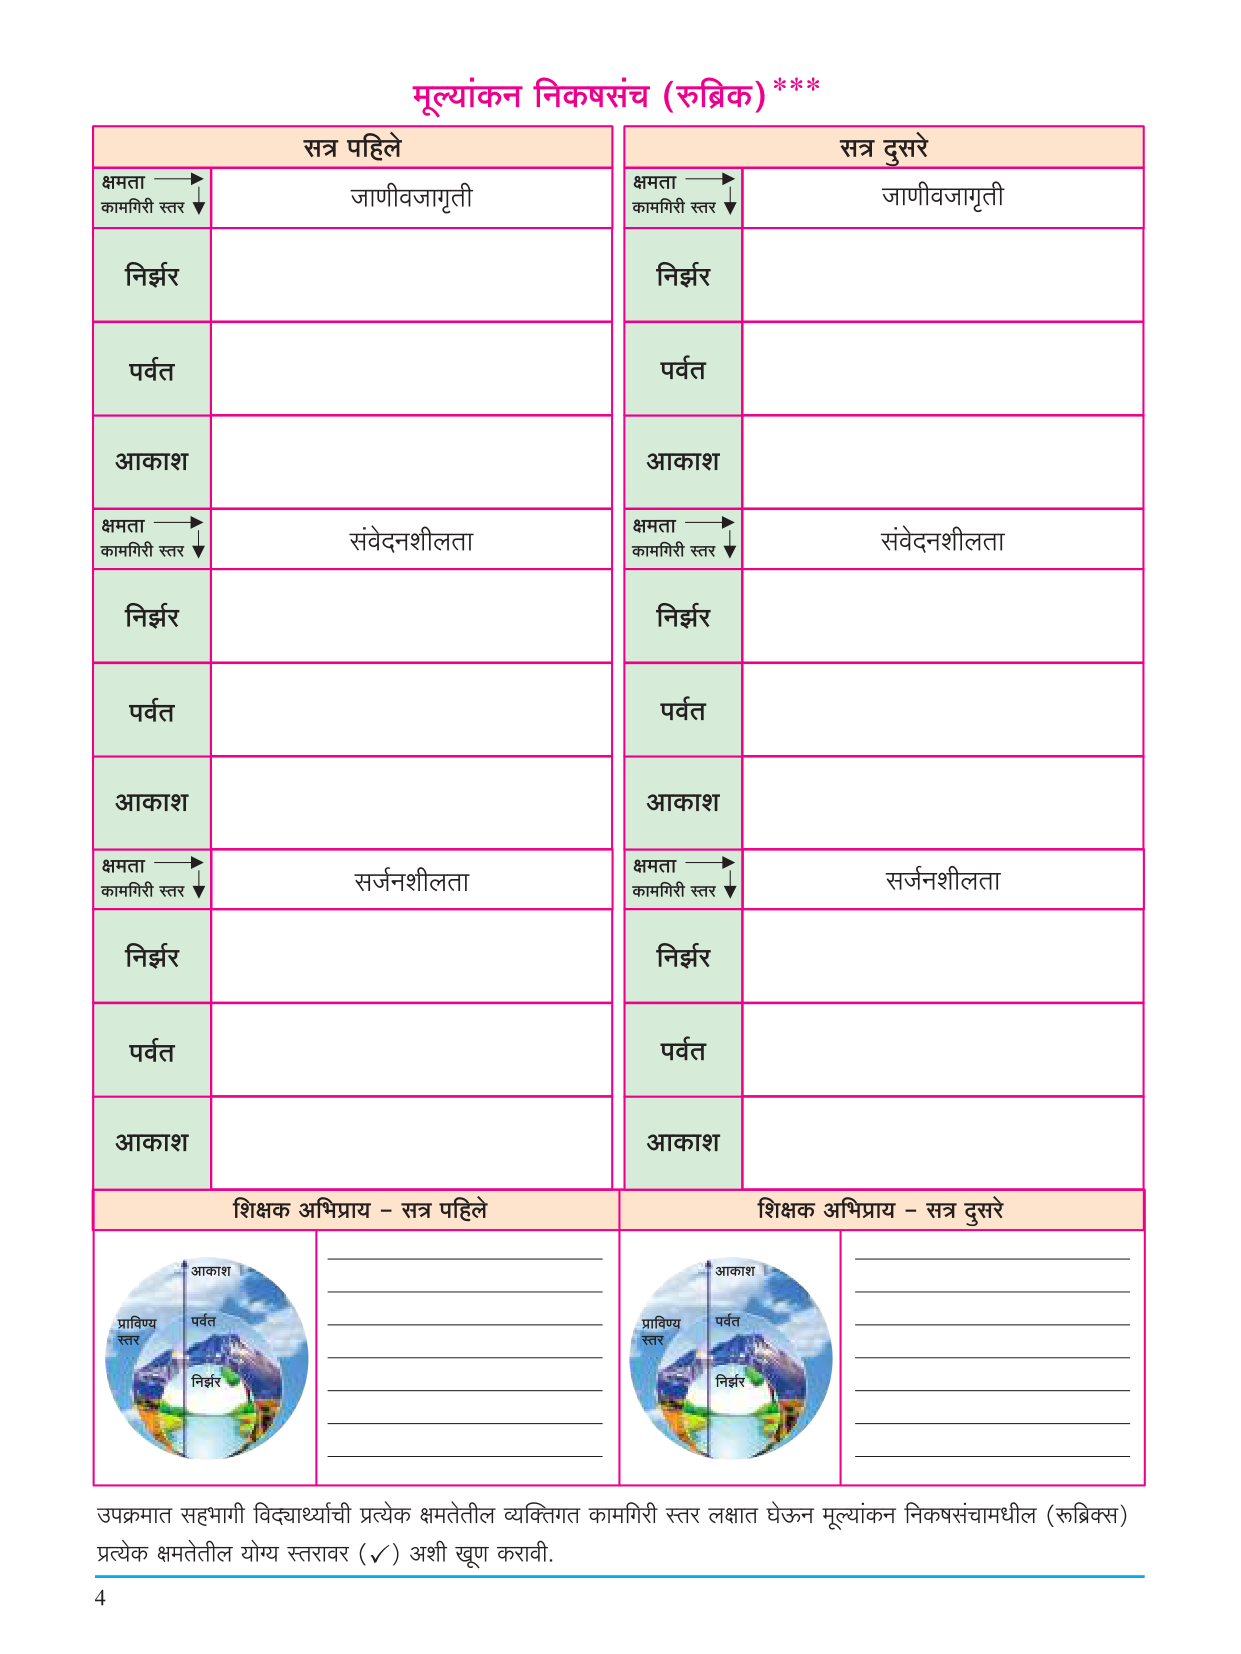 मूल्यांकन निकषसंच (रुब्रिक)***
सत्र पहिले
क्षमता
कामगिरी स्तर
जाणीवजागृती
निर्झर
पर्वत
आकाश
क्षमता
कामगिरी स्तर
संवेदनशीलता
निर्झर
पर्वत
आकाश
क्षमता
कामगिरी स्तर
सर्जनशीलता
निर्झर
पर्वत
आकाश
सत्र दुसरे
क्षमता
कामगिरी स्तर
जाणीवजागृती
निर्झर
पर्वत
आकाश
क्षमता
कामगिरी स्तर
संवेदनशीलता
निर्झर
पर्वत
आकाश
क्षमता
कामगिरी स्तर
सर्जनशीलता
निर्झर
पर्वत
आकाश
शिक्षक अभिप्राय - सत्र पहिले
आकाश
प्राविण्य
स्तर
पर्वत
निर्झर
शिक्षक अभिप्राय - सत्र दुसरे
आकाश
प्राविण्य
स्तर
पर्वत
निर्झर
उपक्रमात सहभागी विद्यार्थ्यांची प्रत्येक क्षमतेतील व्यक्तिगत कामगिरी स्तर लक्षात घेऊन मूल्यांकन निकषसंचामधील (रूब्रिक्स)
प्रत्येक क्षमतेतील योग्य स्तरावर (✓) अशी खूण करावी.
4